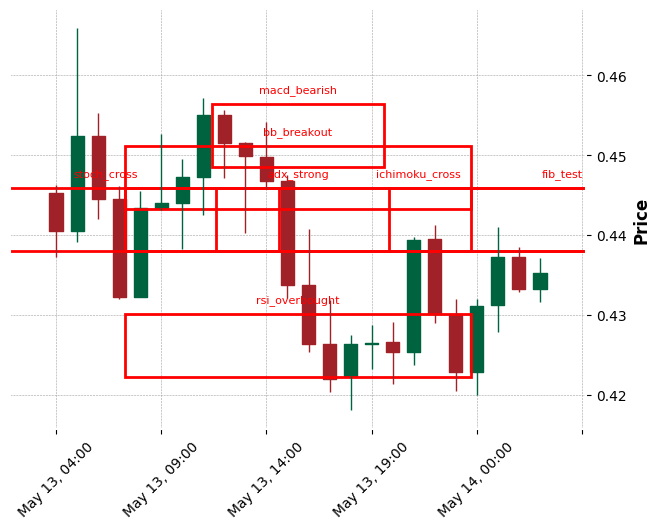 macd_bearish
bb_breakout
stoch_cross
adx_strong
ichimoku_cross
fib_test
rsi_overbought
0.46
0.45
0.44
0.43
0.42
Price
May 13, 04:00
May 13, 09:00
May 13, 14:00
May 13, 19:00
May 14, 00:00